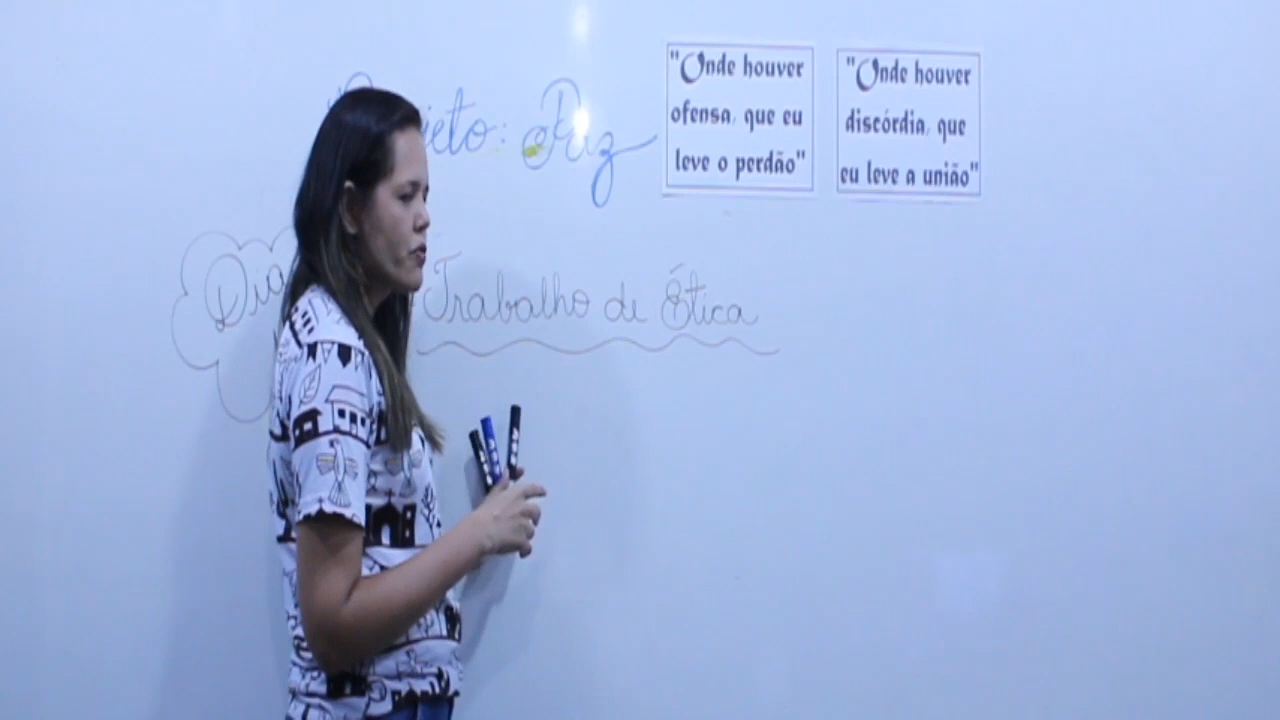 jeto: Paz
"Onde houver
ofensa, que eu
leve o perdão"
"Onde houver
discórdia, que
eu leve a união"
Dia
Trabalho de Ética